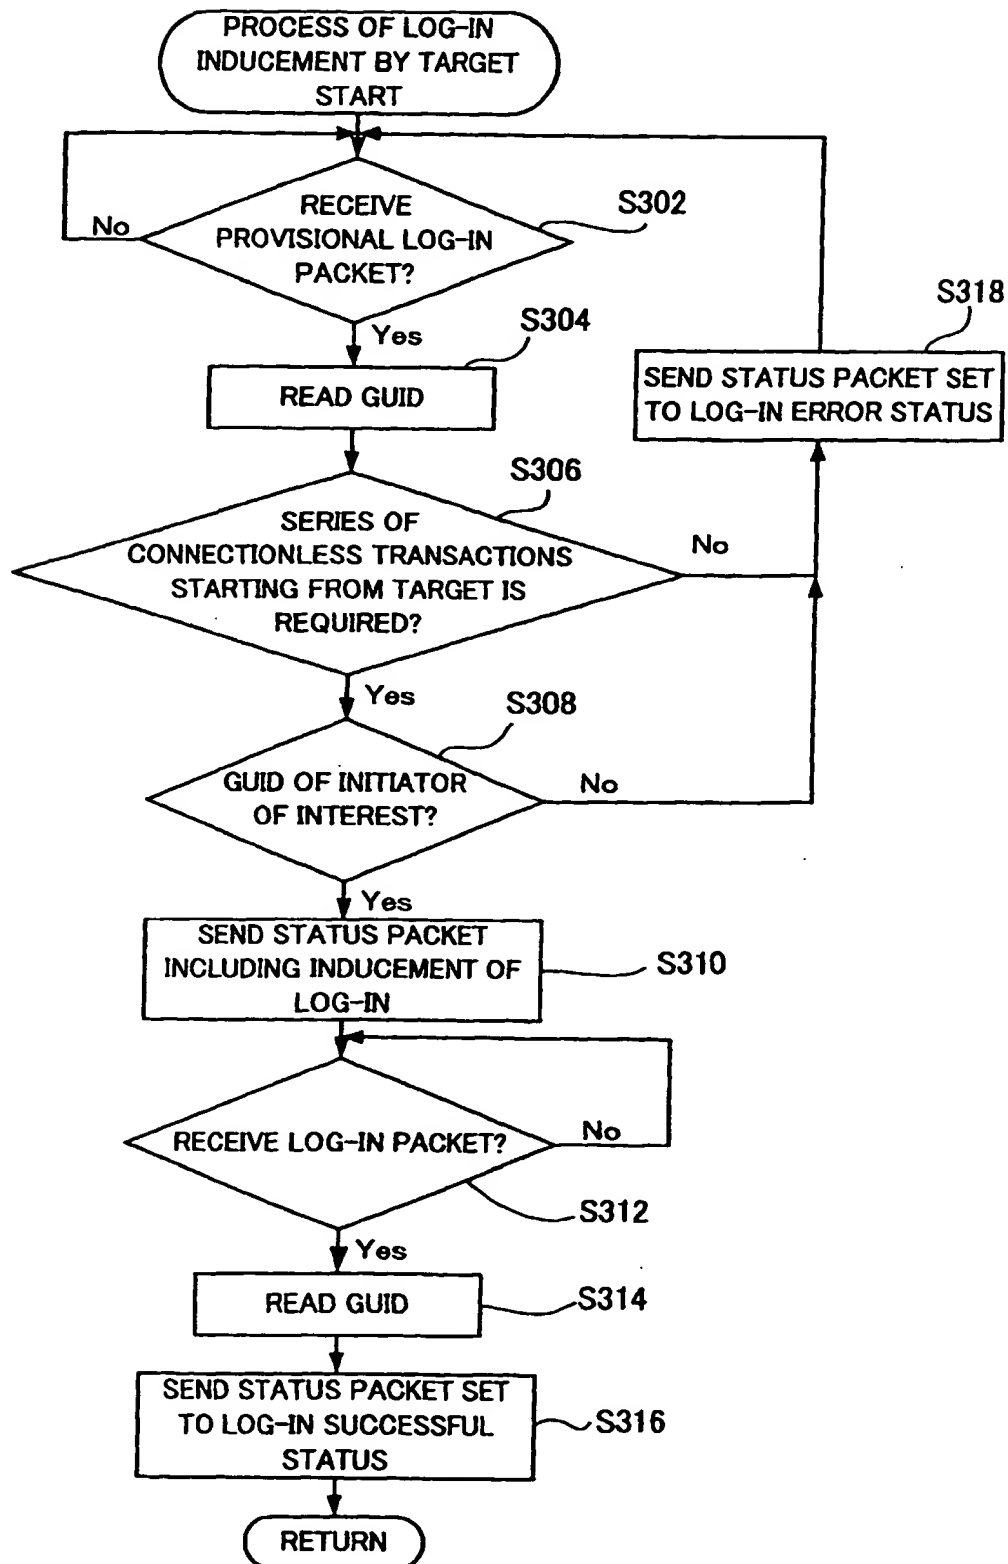 PROCESS OF LOG-IN
INDUCEMENT BY TARGET
START
RECEIVE
PROVISIONAL LOG-IN
PACKET?
S302
No
Yes
S304
READ GUID
S318
SEND STATUS PACKET SET
TO LOG-IN ERROR STATUS
S306
SERIES OF
CONNECTIONLESS TRANSACTIONS
STARTING FROM TARGET IS
REQUIRED?
No
Yes
S308
GUID OF INITIATOR
OF INTEREST?
No
Yes
SEND STATUS PACKET
INCLUDING INDUCEMENT OF
LOG-IN
S310
RECEIVE LOG-IN PACKET?
No
S312
Yes
READ GUID
S314
SEND STATUS PACKET SET
TO LOG-IN SUCCESSFUL
STATUS
S316
RETURN